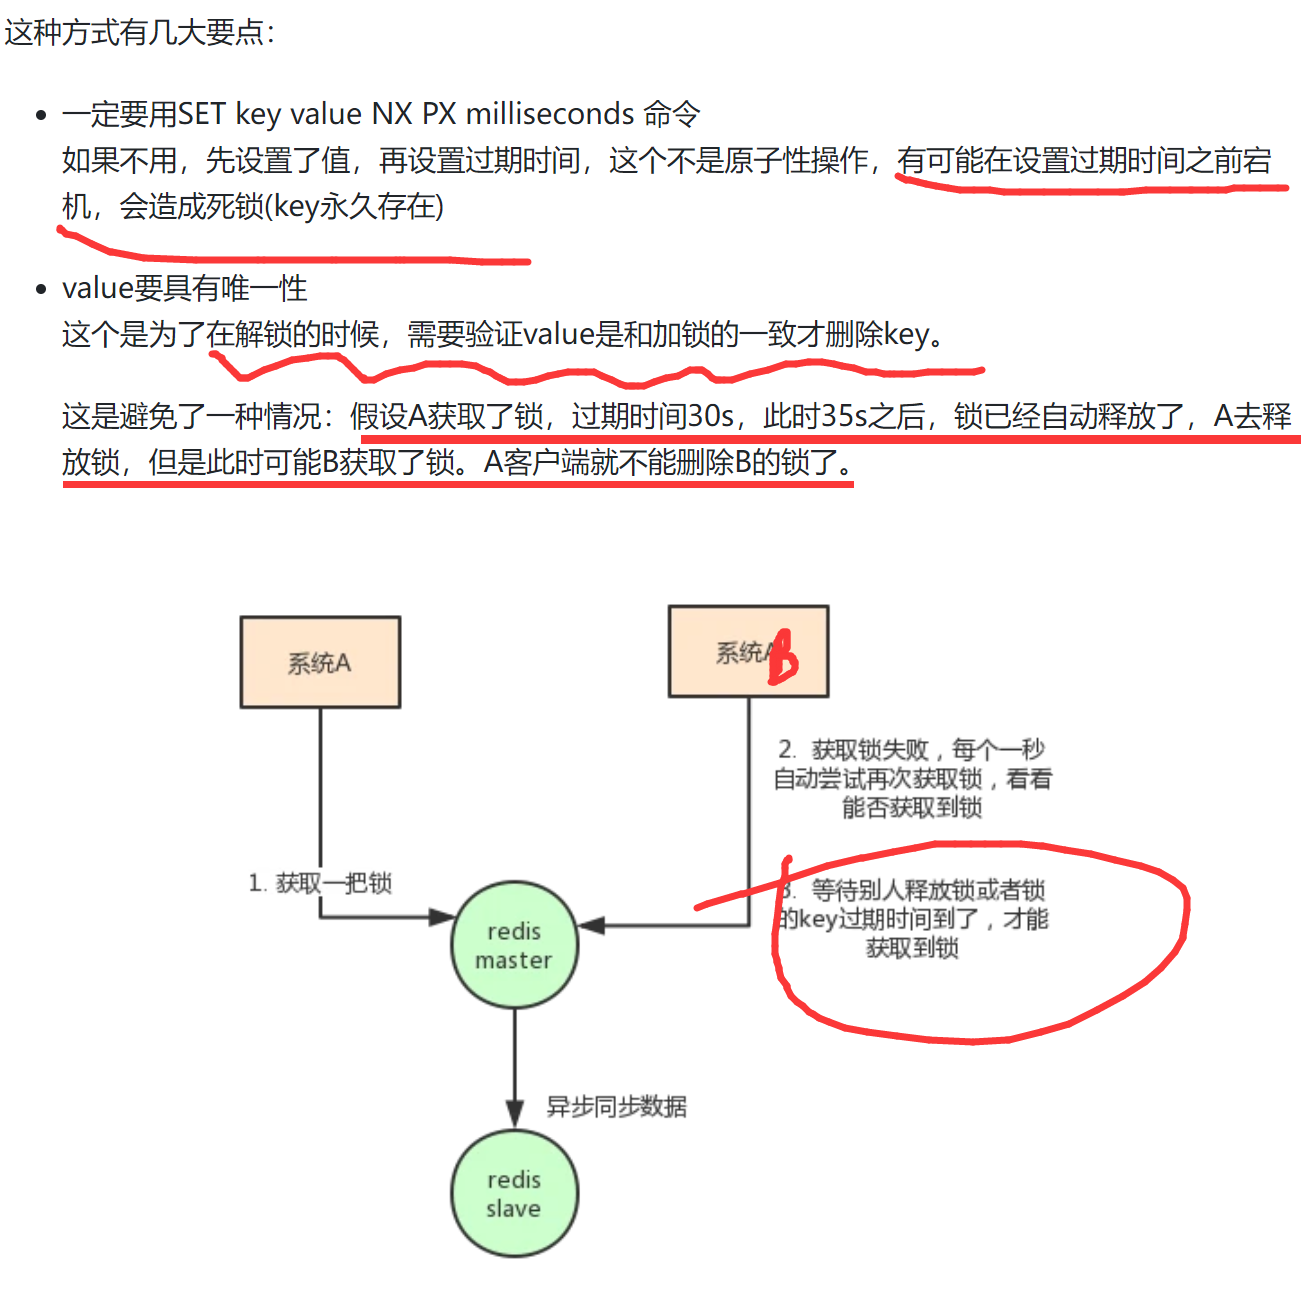 这种方式有几大要点：
一定要用SET key value NX PX milliseconds 命令
如果不用，先设置了值，再设置过期时间，这个不是原子性操作，有可能在设置过期时间之前宕
机，会造成死锁(key永久存在)
value要具有唯一性
这个是为了在解锁的时候，需要验证value是和加锁的一致才删除key。
这是避免了一种情况：假设A获取了锁，过期时间30s，此时35s之后，锁已经自动释放了，A去释
放锁，但是此时可能B获取了锁。A客户端就不能删除B的锁了。
系统A
系统A
B
2. 获取锁失败，每个一秒
自动尝试再次获取锁，看看
能否获取到锁
1. 获取一把锁
3. 等待别人释放锁或者锁
的key过期时间到了，才能
获取到锁
redis
master
异步同步数据
redis
slave